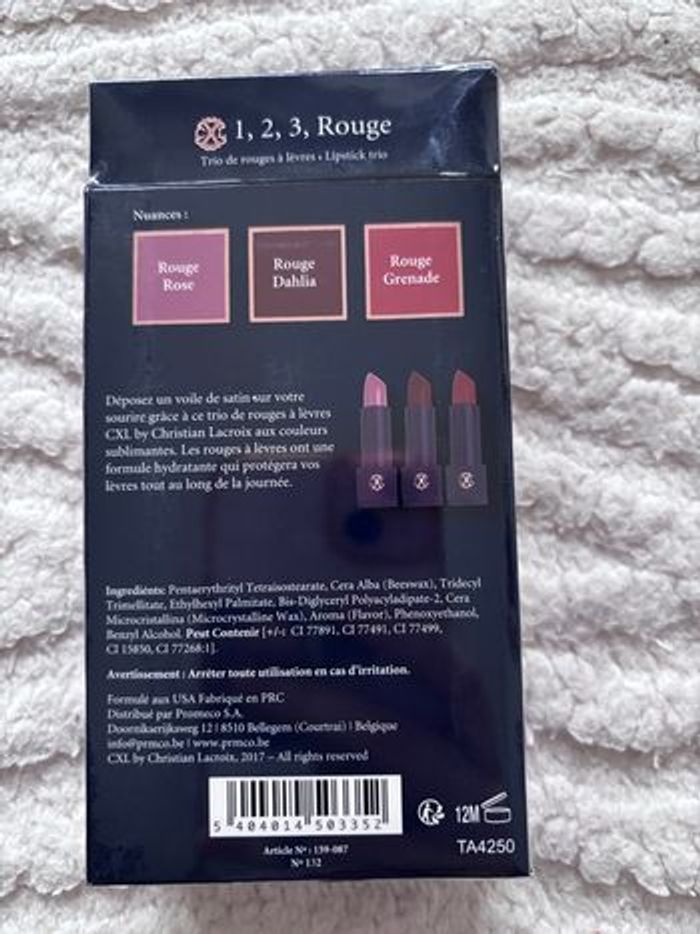 1, 2, 3, Rouge
Trio de rouges à lèvres • Lipstick trio
Nuances :
Rouge
Rose
Rouge
Dahlia
Rouge
Grenade
Déposez un voile de satin sur votre
sourire grâce à ce trio de rouges à lèvres
CXL by Christian Lacroix aux couleurs
sublimantes. Les rouges à lèvres ont une
formule hydratante qui protégera vos
lèvres tout au long de la journée.
Ingrédients: Pentaerythrityl Tetraisostearate, Cera Alba (Beeswax), Tridecyl
Trimellitate, Ethylhexyl Palmitate, Bis-Diglyceryl Polyacyladipate-2, Cera
Microcristallina (Microcrystalline Wax), Aroma (Flavor), Phenoxyethanol,
Benzyl Alcohol. Peut Contenir [+/-: CI 77891, CI 77491, CI 77499,
CI 15850, CI 77268:1].
Avertissement : Arrêter toute utilisation en cas d'irritation.
Formulé aux USA Fabriqué en PRC
Distribué par Promeco S.A.
Doornikserijksweg 12 | 8510 Bellegem (Courtrai) | Belgique
info@prmco.be | www.prmco.be
CXL by Christian Lacroix, 2017 – All rights reserved
5 404014 503352
12M
Article Nº : 139-087
Nº 132
TA4250